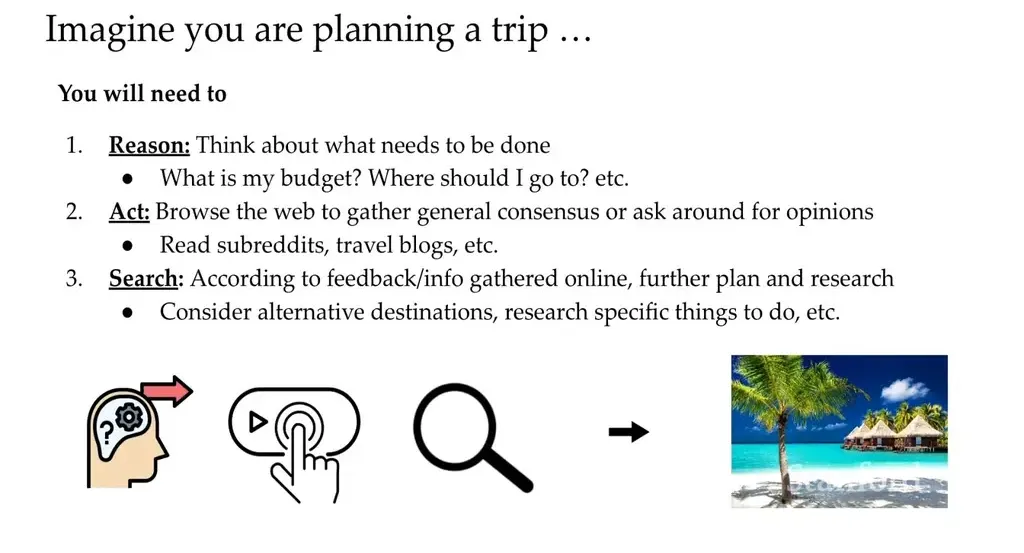 Imagine you are planning a trip …
You will need to
1. Reason: Think about what needs to be done
● What is my budget? Where should I go to? etc.
2. Act: Browse the web to gather general consensus or ask around for opinions
● Read subreddits, travel blogs, etc.
3. Search: According to feedback/info gathered online, further plan and research
● Consider alternative destinations, research specific things to do, etc.
?